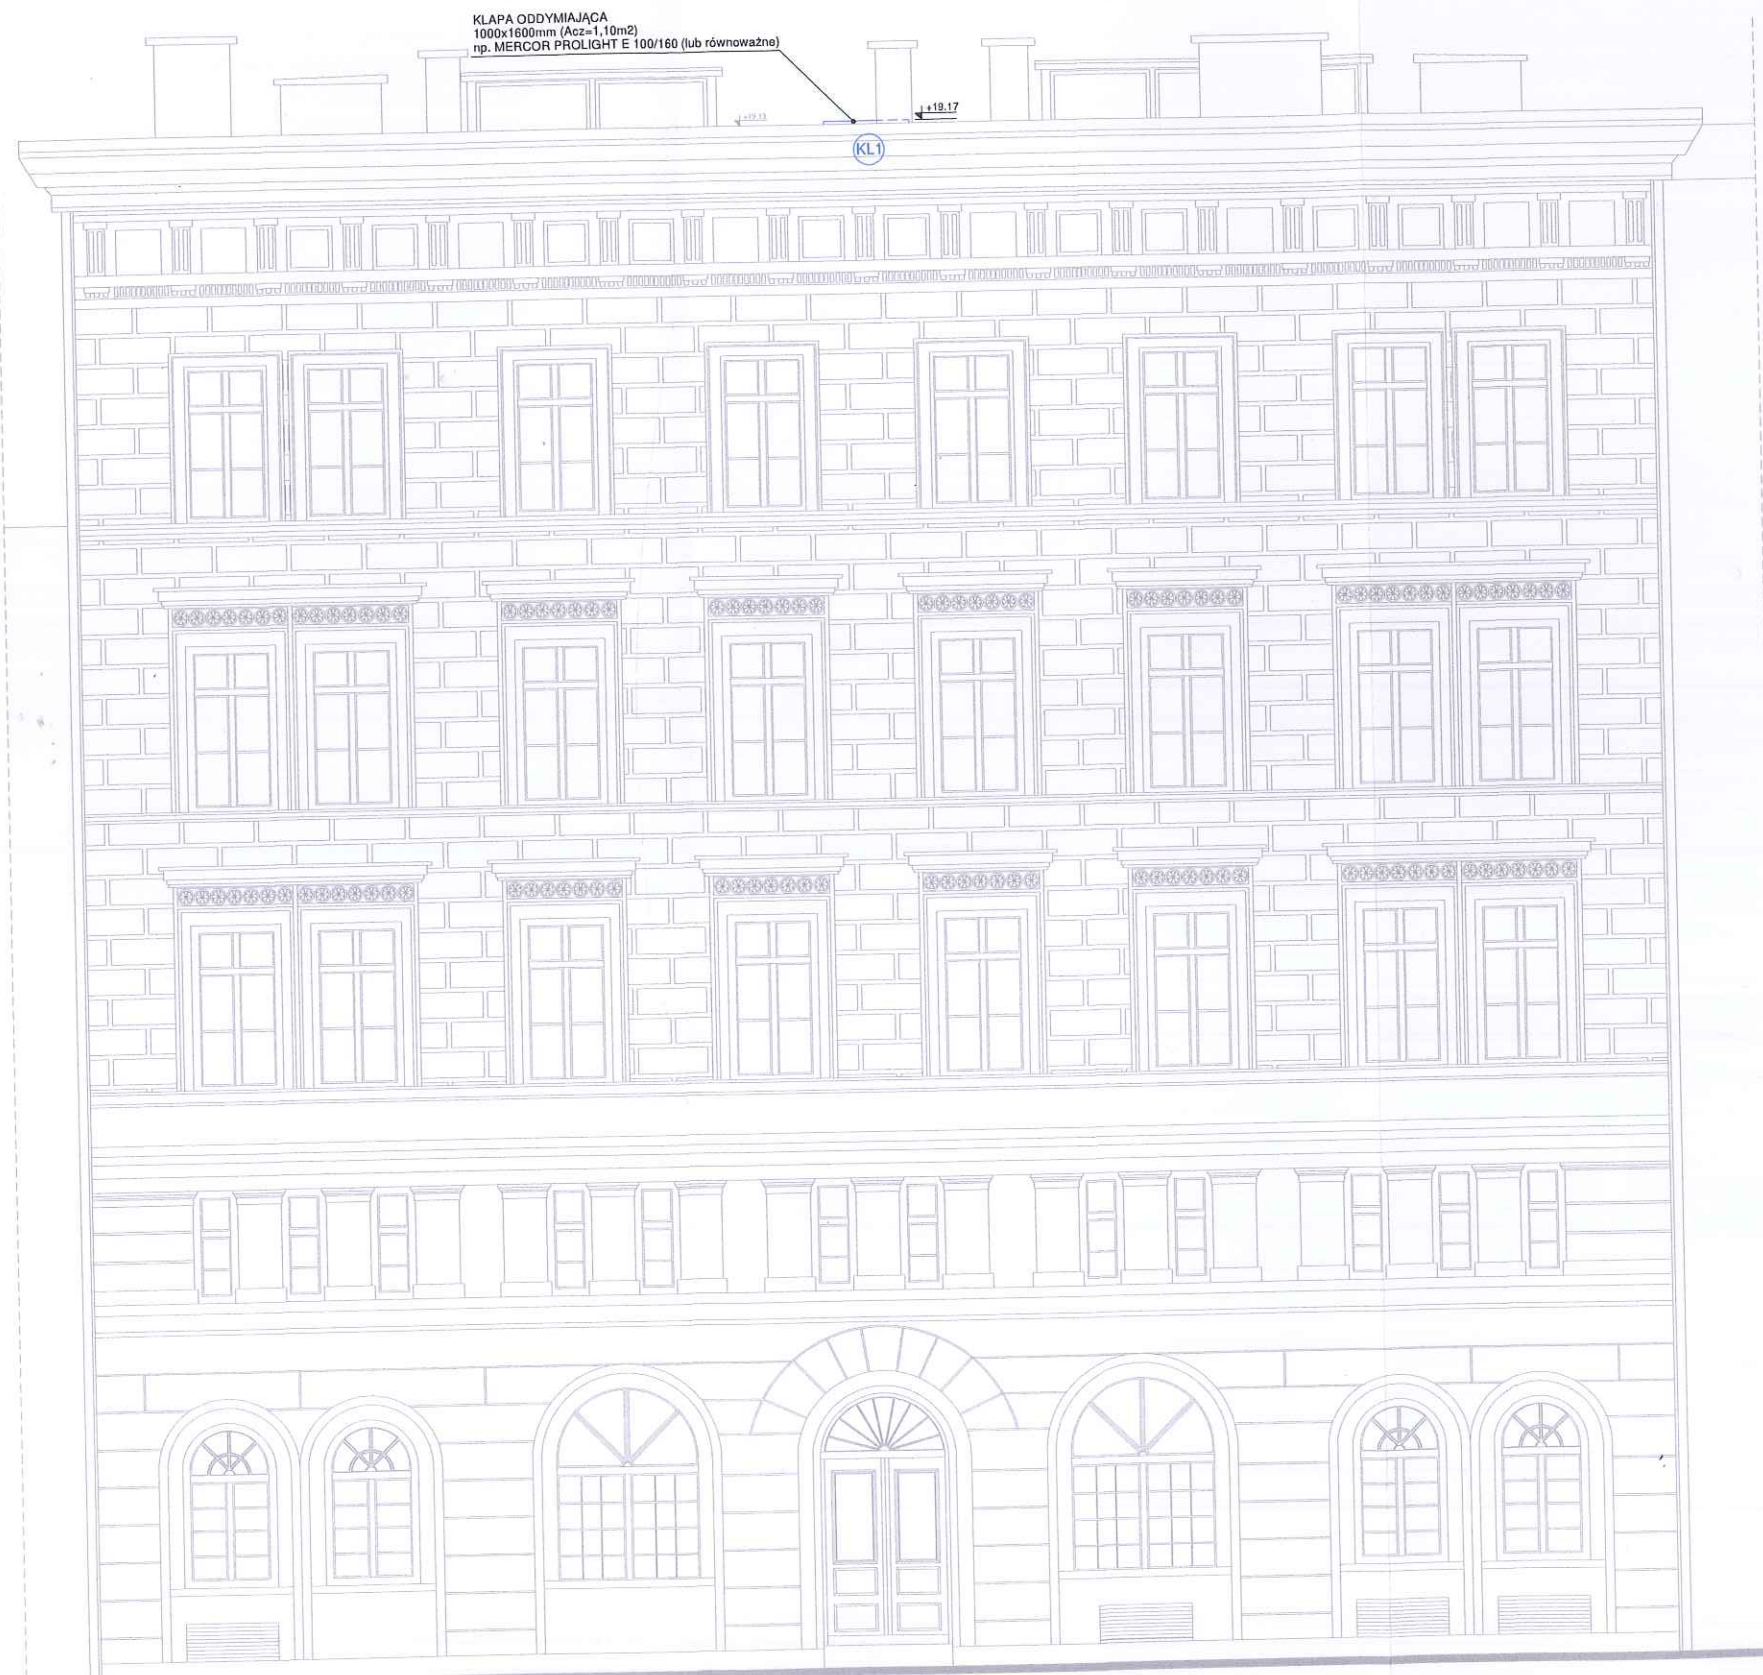 KLAPA ODDYMIAJĄCA
1000x1600mm (Acz=1,10m2)
np. MERCOR PROLIGHT E 100/160 (lub równoważne)
+19.17
KL1